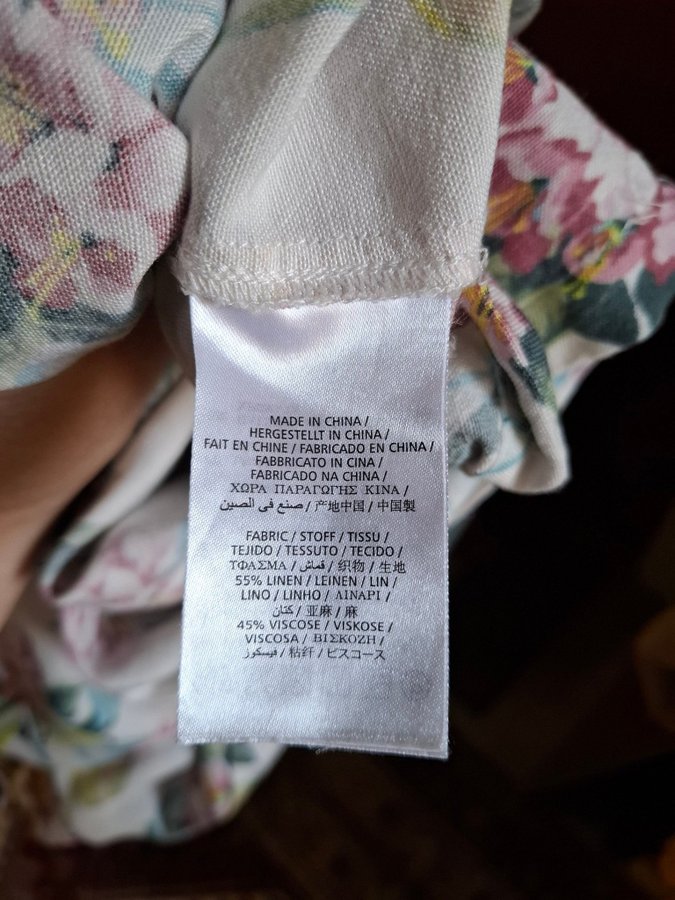 MADE IN CHINA /
HERGESTELLT IN CHINA /
FAIT EN CHINE / FABRICADO EN CHINA /
FABBRICATO IN CINA /
FABRICADO NA CHINA /
ΧΩΡΑ ΠΑΡΑΓΩΓΗΣ ΚΙΝΑ /
صنع في الصين / 产地中国 / 中国製
FABRIC / STOFF / TISSU /
TEJIDO / TESSUTO / TECIDO /
ΥΦΑΣΜΑ / قماش / 织物 / 生地
55% LINEN / LEINEN / LIN /
LINO / LINHO / ΛΙΝΑΡΙ /
كتان / 亚麻 / 麻
45% VISCOSE / VISKOSE /
VISCOSA / ΒΙΣΚΟΖΗ /
فيسكوز / 粘纤 / ビスコース